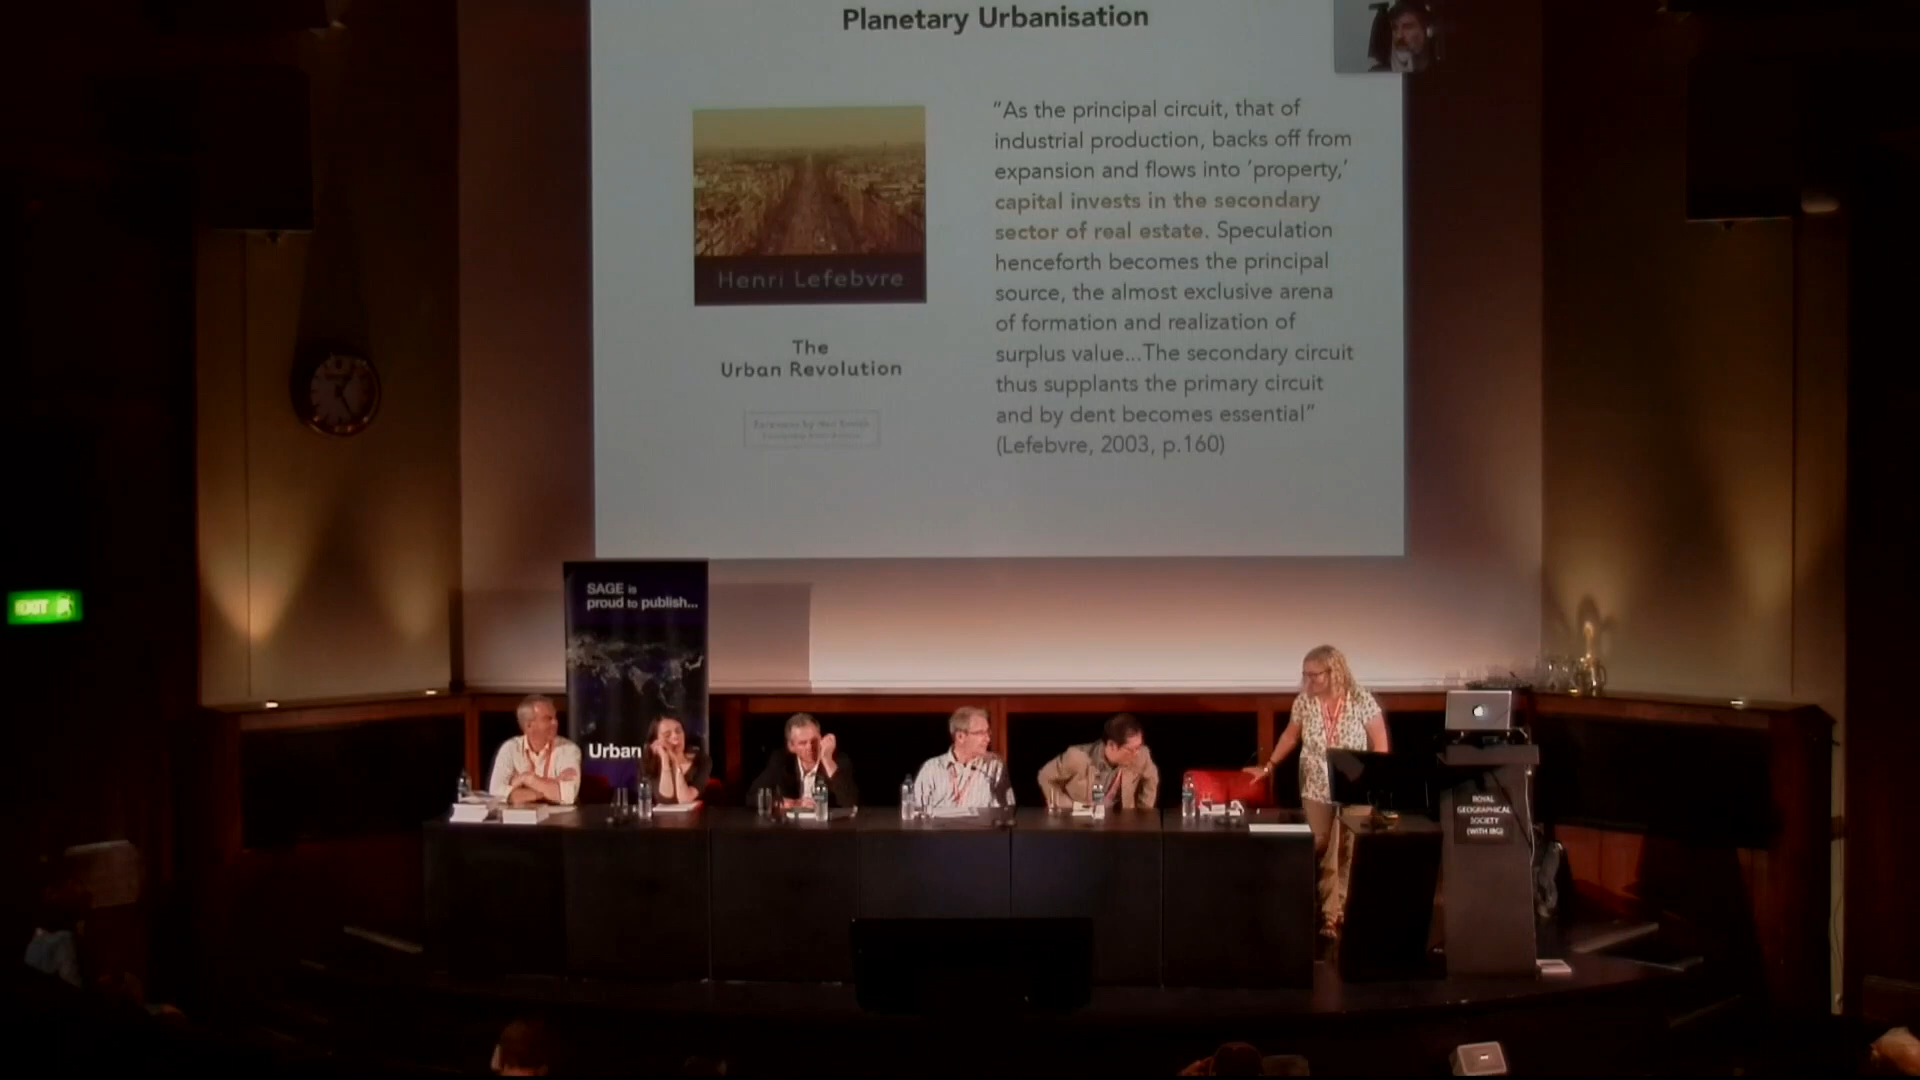 Planetary Urbanisation
Henri Lefebvre
The
Urban Revolution
“As the principal circuit, that of
industrial production, backs off from
expansion and flows into ‘property,’
capital invests in the secondary
sector of real estate. Speculation
henceforth becomes the principal
source, the almost exclusive arena
of formation and realization of
surplus value...The secondary circuit
thus supplants the primary circuit
and by dent becomes essential”
(Lefebvre, 2003, p.160)
EXIT
SAGE is
proud to publish...
Urban
ROYAL
GEOGRAPHICAL
SOCIETY
(WITH IBG)